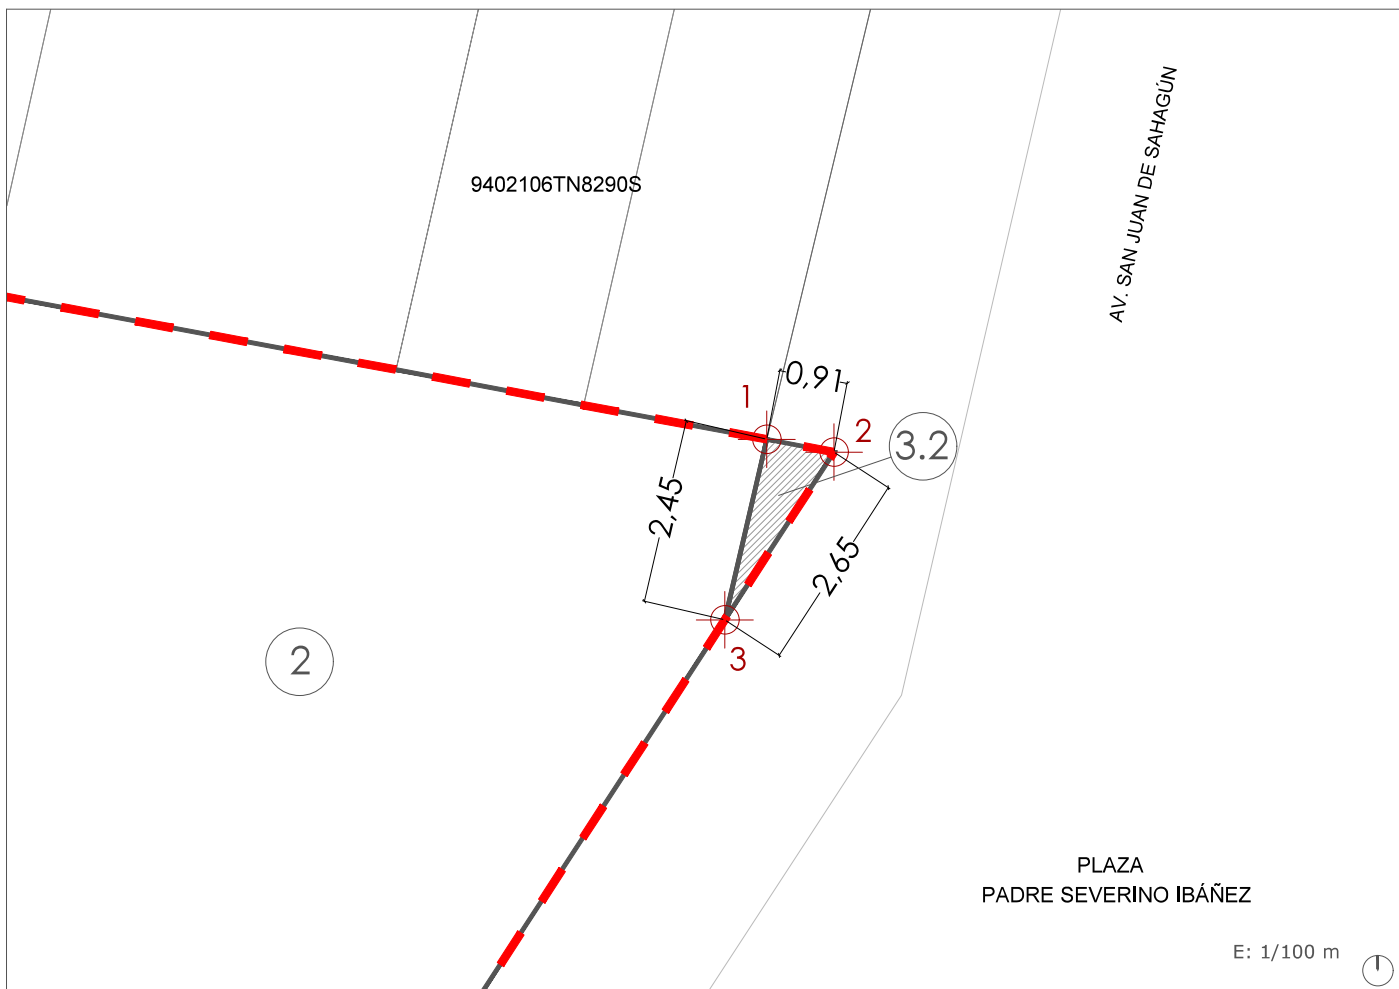 AV. SAN JUAN DE SAHAGÚN
9402106TN8290S
0,91
1
2
3.2
2,45
2,65
3
2
PLAZA
PADRE SEVERINO IBÁÑEZ
E: 1/100 m